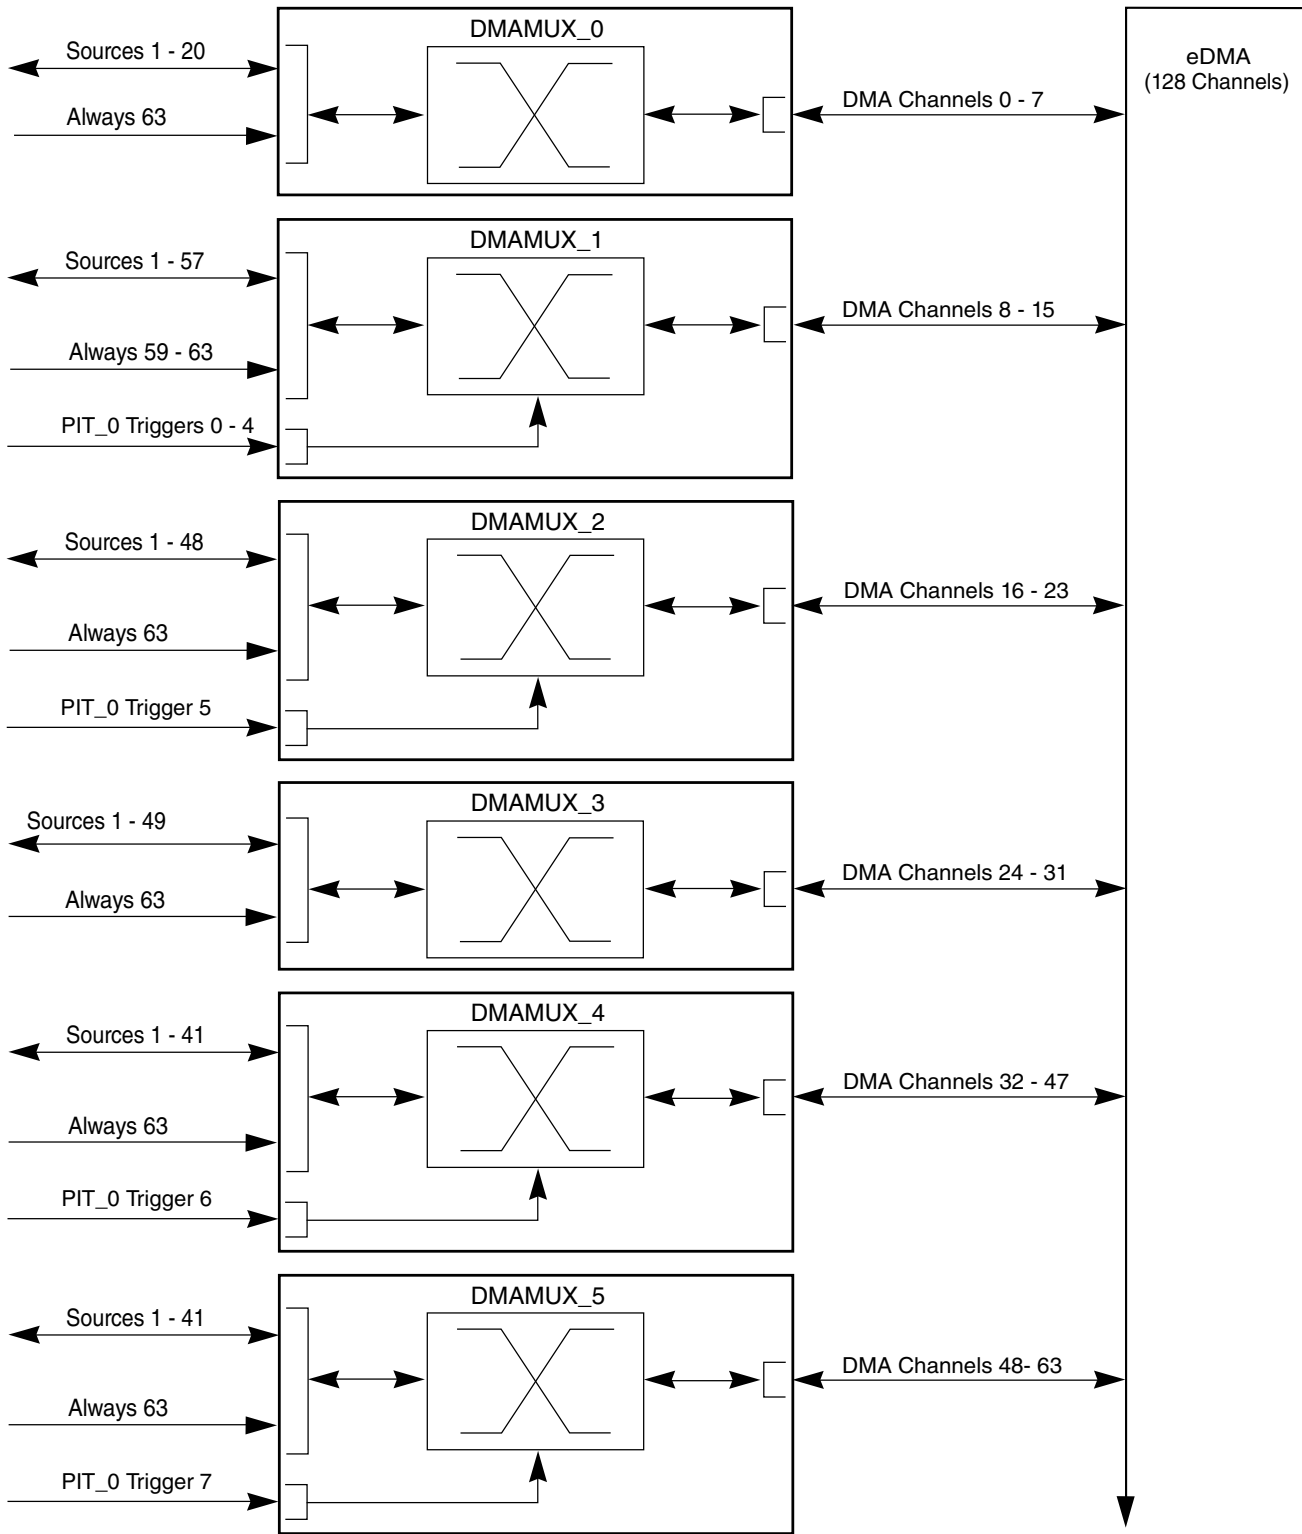 DMAMUX_0
Sources 1 - 20
Always 63
DMA Channels 0 - 7
eDMA
(128 Channels)
DMAMUX_1
Sources 1 - 57
Always 59 - 63
PIT_0 Triggers 0 - 4
DMA Channels 8 - 15
DMAMUX_2
Sources 1 - 48
Always 63
PIT_0 Trigger 5
DMA Channels 16 - 23
DMAMUX_3
Sources 1 - 49
Always 63
DMA Channels 24 - 31
DMAMUX_4
Sources 1 - 41
Always 63
PIT_0 Trigger 6
DMA Channels 32 - 47
DMAMUX_5
Sources 1 - 41
Always 63
PIT_0 Trigger 7
DMA Channels 48- 63